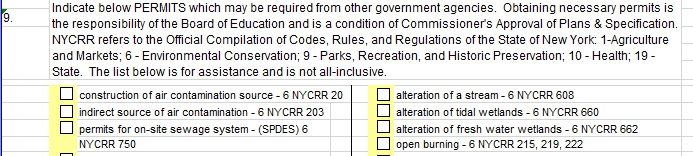 Indicate below PERMITS which may be required from other government agencies. Obtaining necessary permits is
9. the responsibility of the Board of Education and is a condition of Commissioner's Approval of Plans & Specification.
NYCRR refers to the Official Compilation of Codes, Rules, and Regulations of the State of New York: 1-Agriculture
and Markets; 6 - Environmental Conservation; 9 - Parks, Recreation, and Historic Preservation; 10 - Health; 19 -
State. The list below is for assistance and is not all-inclusive.
construction of air contamination source - 6 NYCRR 20
indirect source of air contamination - 6 NYCRR 203
permits for on-site sewage system - (SPDES) 6
NYCRR 750
alteration of a stream - 6 NYCRR 608
alteration of tidal wetlands - 6 NYCRR 660
alteration of fresh water wetlands - 6 NYCRR 662
open burning - 6 NYCRR 215, 219, 222